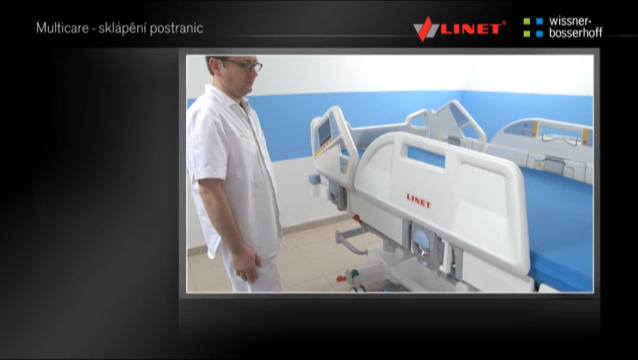 Multicare - sklápění postranic
LINET®
wissner-
bosserhoff
LINET